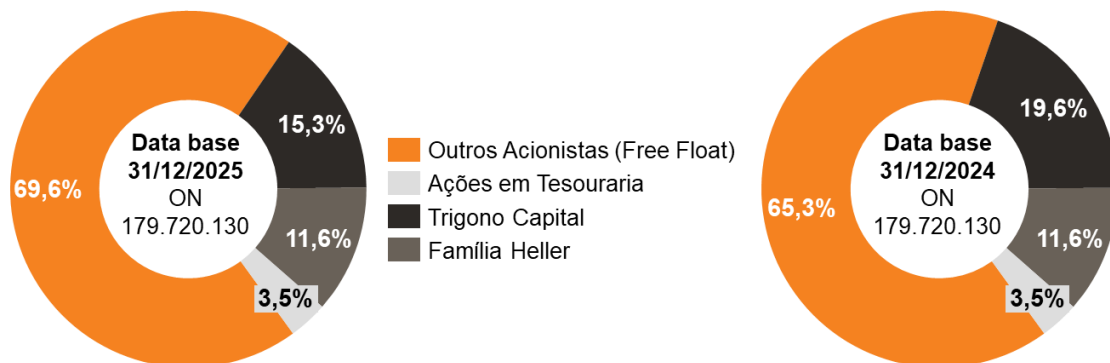 69,6%
15,3%
11,6%
3,5%
Data base
31/12/2025
ON
179.720.130
Outros Acionistas (Free Float)
Ações em Tesouraria
Trigono Capital
Família Heller
65,3%
19,6%
11,6%
3,5%
Data base
31/12/2024
ON
179.720.130